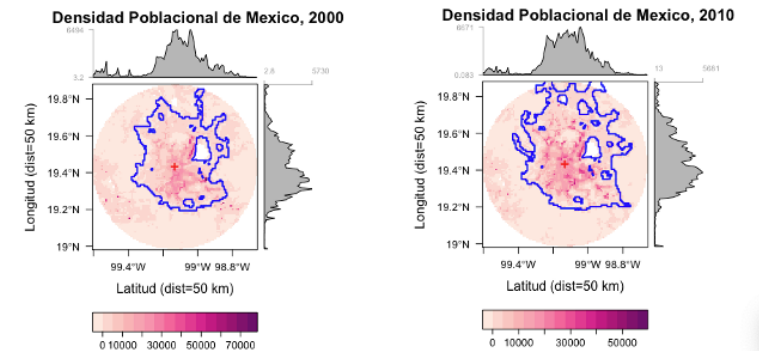 Densidad Poblacional de Mexico, 2000
6494
3.2
2.6 5730
19.8°N
19.6°N
19.4°N
19.2°N
19°N
Longitud (dist=50 km)
99.4°W 99°W 98.8°W
Latitud (dist=50 km)
0 10000 30000 50000 70000
Densidad Poblacional de Mexico, 2010
6571
0.083
13 5681
19.8°N
19.6°N
19.4°N
19.2°N
19°N
Longitud (dist=50 km)
99.4°W 99°W 98.8°W
Latitud (dist=50 km)
0 10000 30000 50000